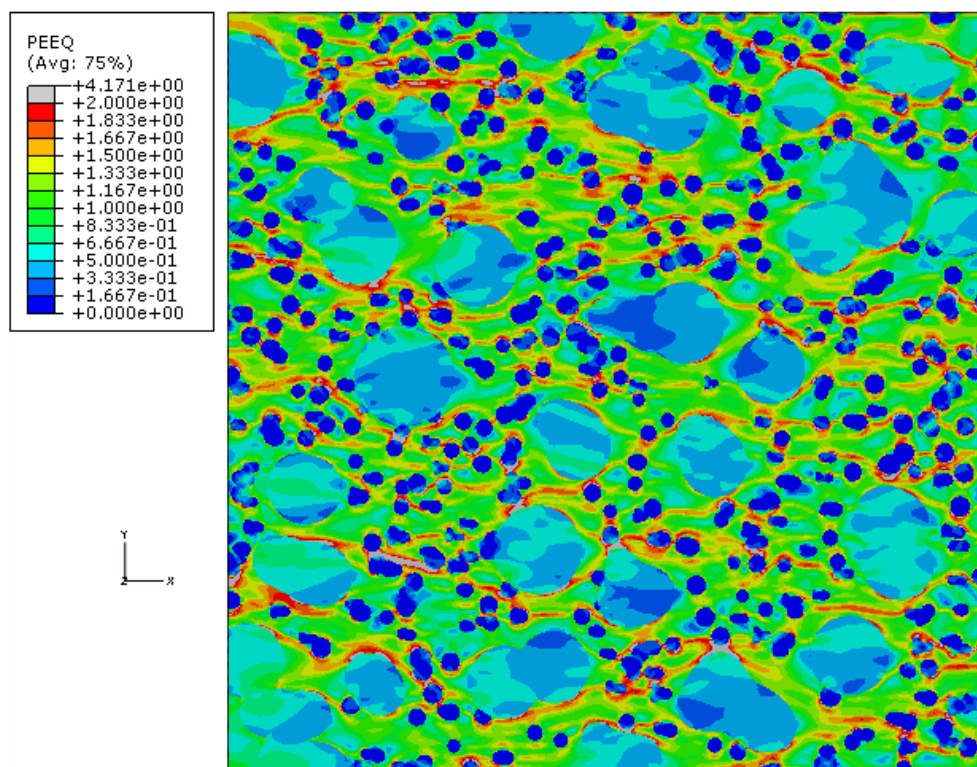 PEEQ
(Avg: 75%)
+4.171e+00
+2.000e+00
+1.833e+00
+1.667e+00
+1.500e+00
+1.333e+00
+1.167e+00
+1.000e+00
+8.333e-01
+6.667e-01
+5.000e-01
+3.333e-01
+1.667e-01
+0.000e+00
Y
Z
X